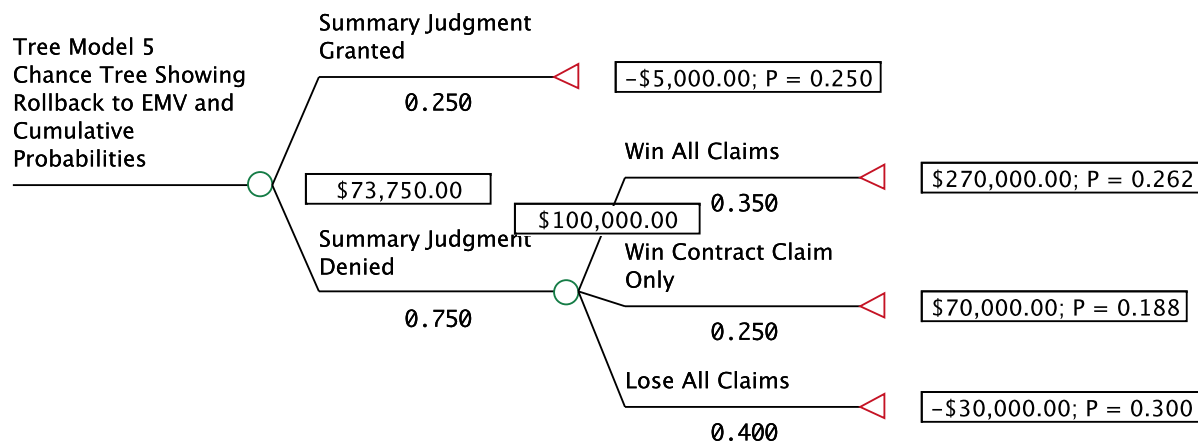 Tree Model 5
Chance Tree Showing
Rollback to EMV and
Cumulative
Probabilities
Summary Judgment
Granted
0.250
-$5,000.00; P = 0.250
$73,750.00
Summary Judgment
Denied
0.750
$100,000.00
Win All Claims
0.350
$270,000.00; P = 0.262
Win Contract Claim
Only
0.250
$70,000.00; P = 0.188
Lose All Claims
0.400
-$30,000.00; P = 0.300